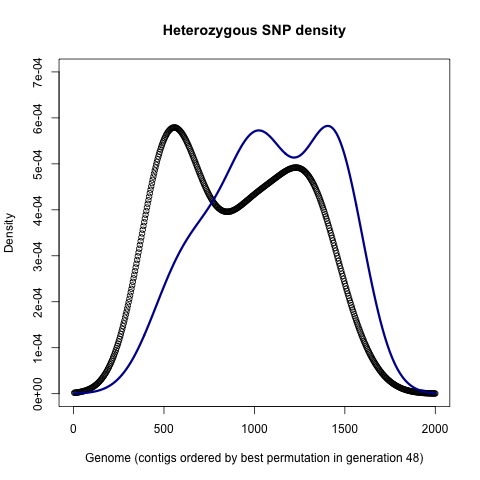 Heterozygous SNP density
Density
7e-04
6e-04
5e-04
4e-04
3e-04
2e-04
1e-04
0e+00
0 500 1000 1500 2000
Genome (contigs ordered by best permutation in generation 48)